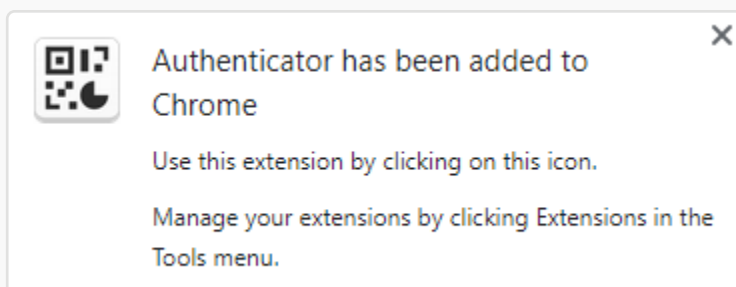 Authenticator has been added to
Chrome
Use this extension by clicking on this icon.
Manage your extensions by clicking Extensions in the
Tools menu.